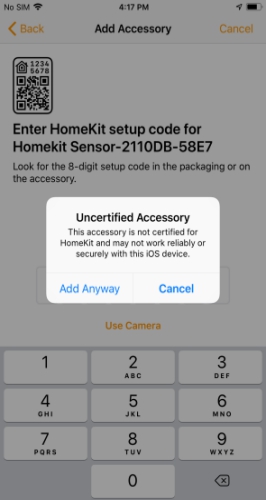 No SIM 4:17 PM
Back Add Accessory Cancel
1234
5678
Enter HomeKit setup code for
Homekit Sensor-2110DB-58E7
Look for the 8-digit setup code in the packaging or on
the accessory.
Uncertified Accessory
This accessory is not certified for
HomeKit and may not work reliably or
securely with this iOS device.
Add Anyway Cancel
Use Camera
1 2 3
ABC DEF
4 5 6
GHI JKL MNO
7 8 9
PQRS TUV WXYZ
0